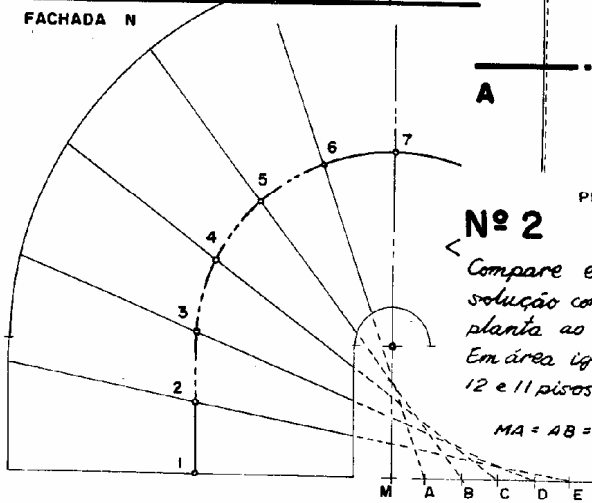 FACHADA N
A
7
6
5
4
3
2
1
Nº 2
Compare e
solução co
planta ao
Em área ig
12 e 11 pisos
MA = AB =
M A B C D E